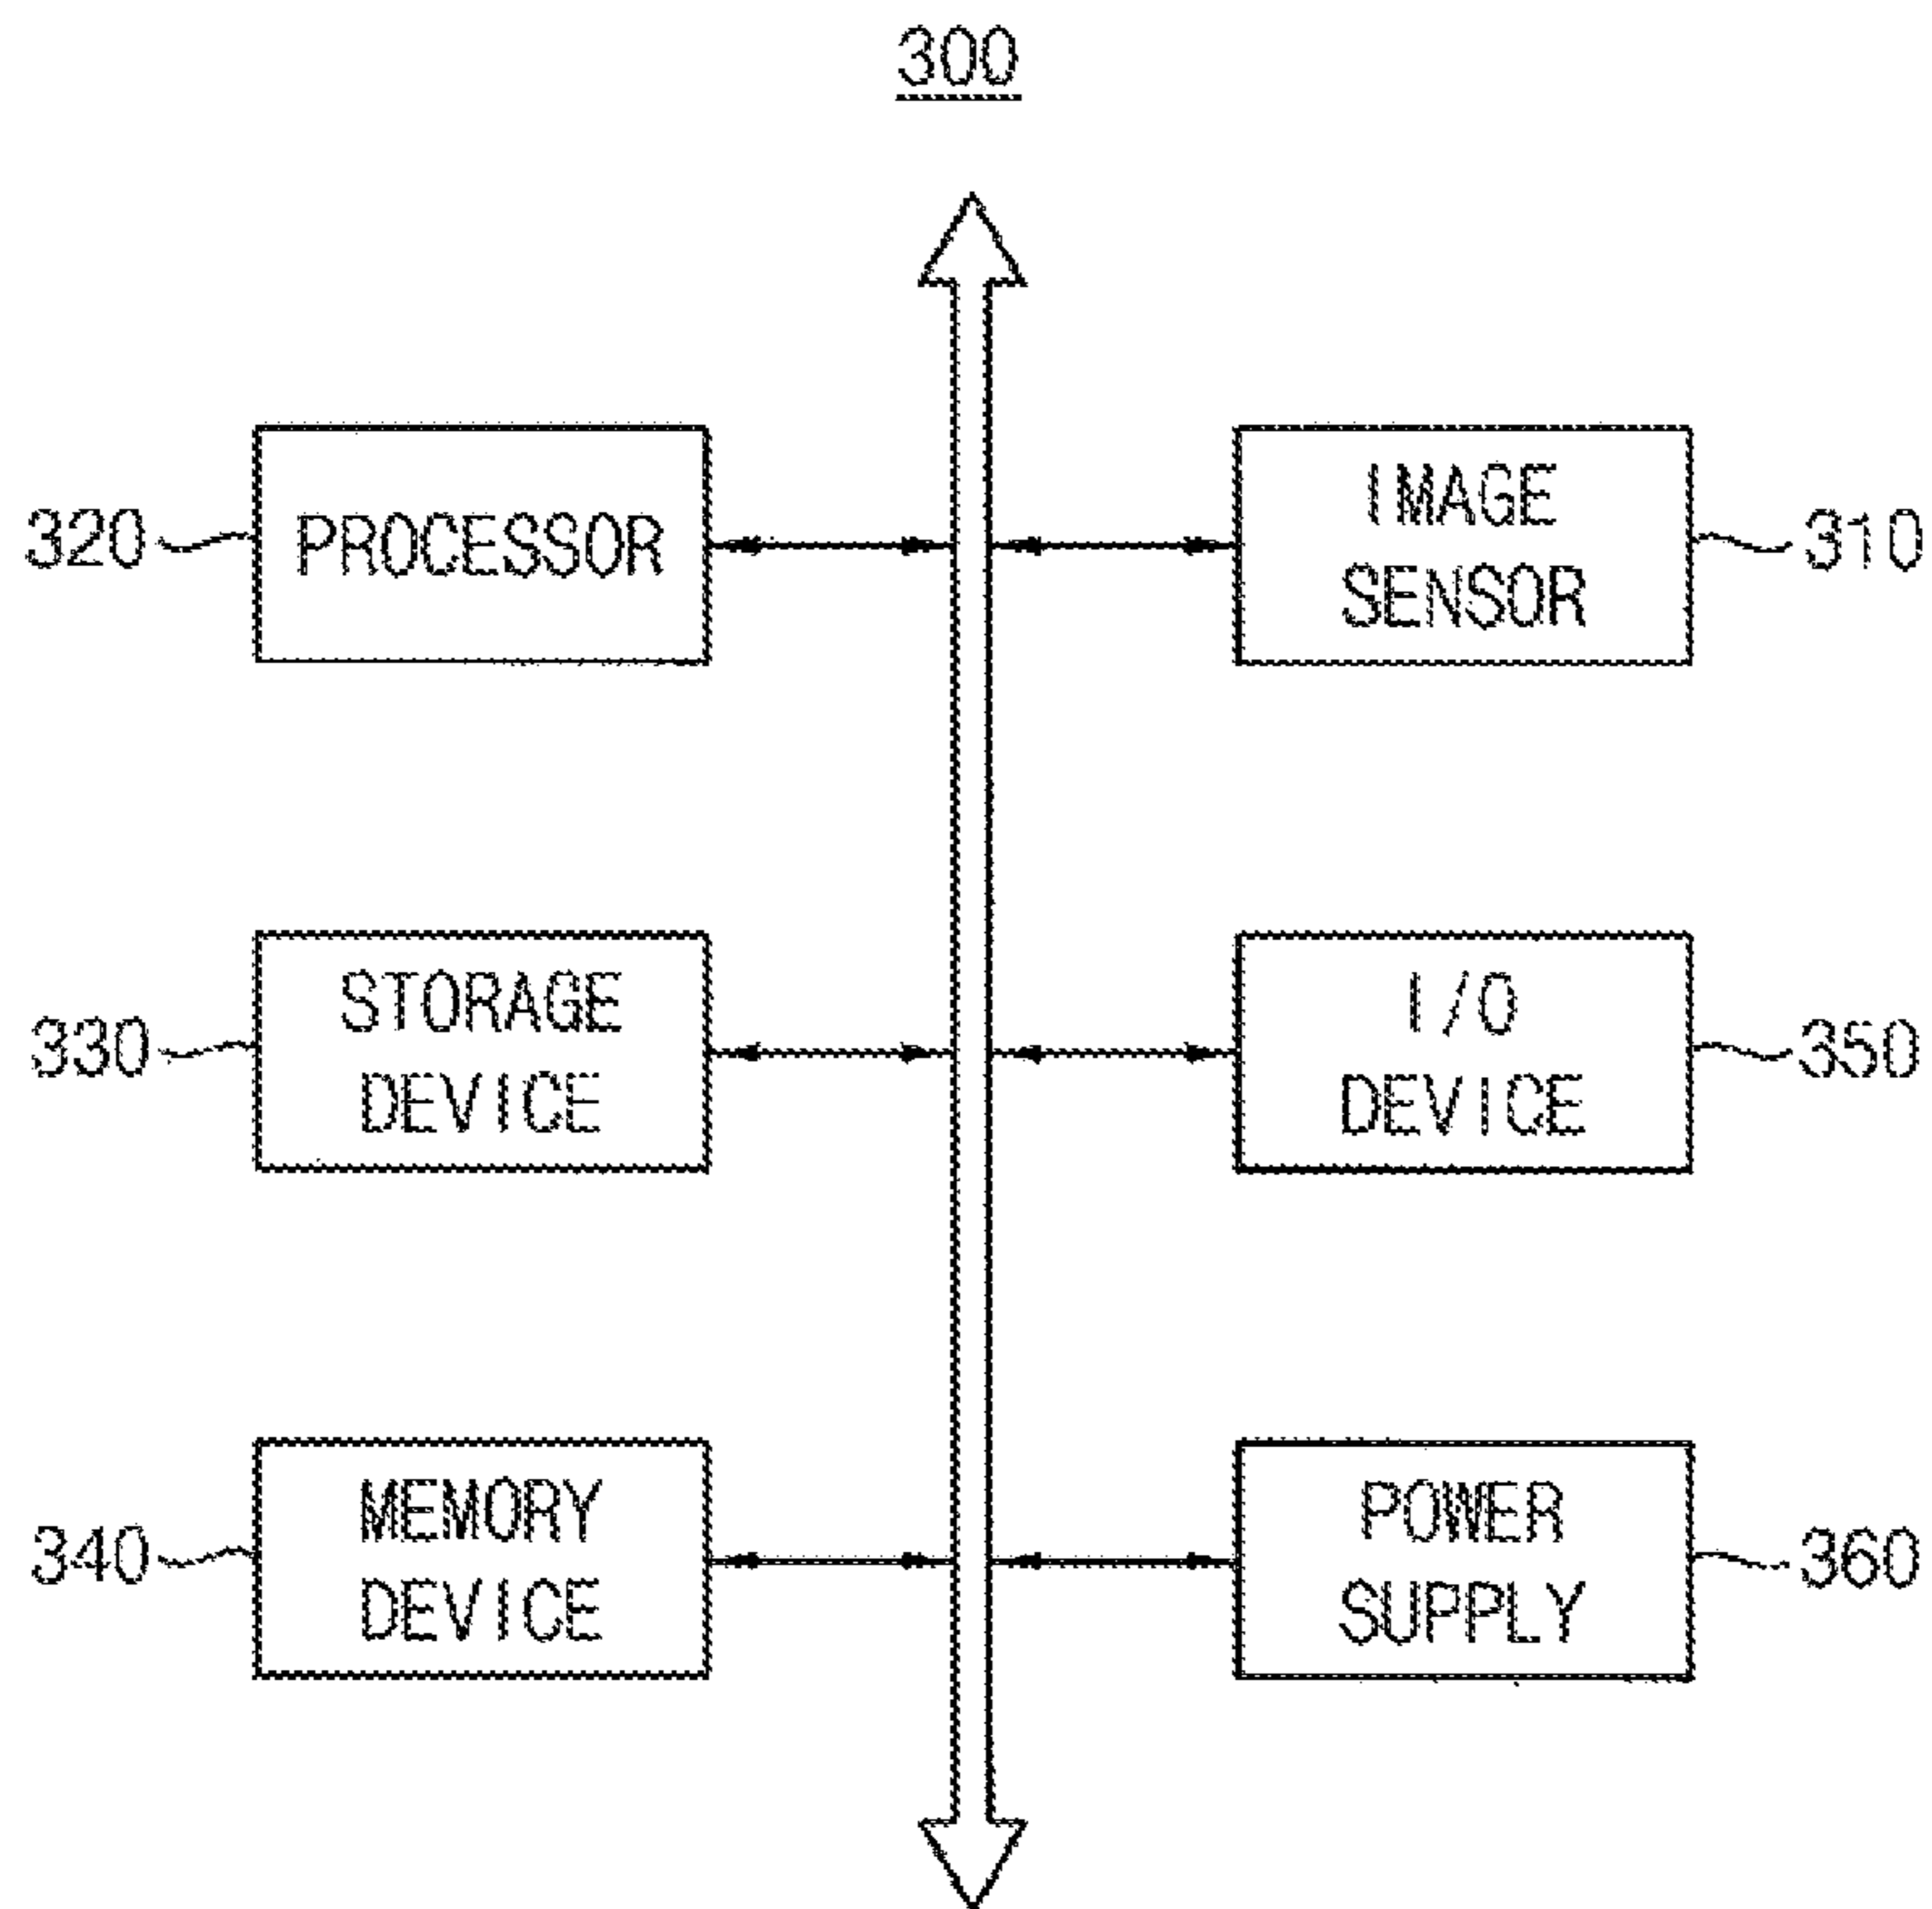 300
320
PROCESSOR
IMAGE
SENSOR
310
330
STORAGE
DEVICE
I/O
DEVICE
350
340
MEMORY
DEVICE
POWER
SUPPLY
360